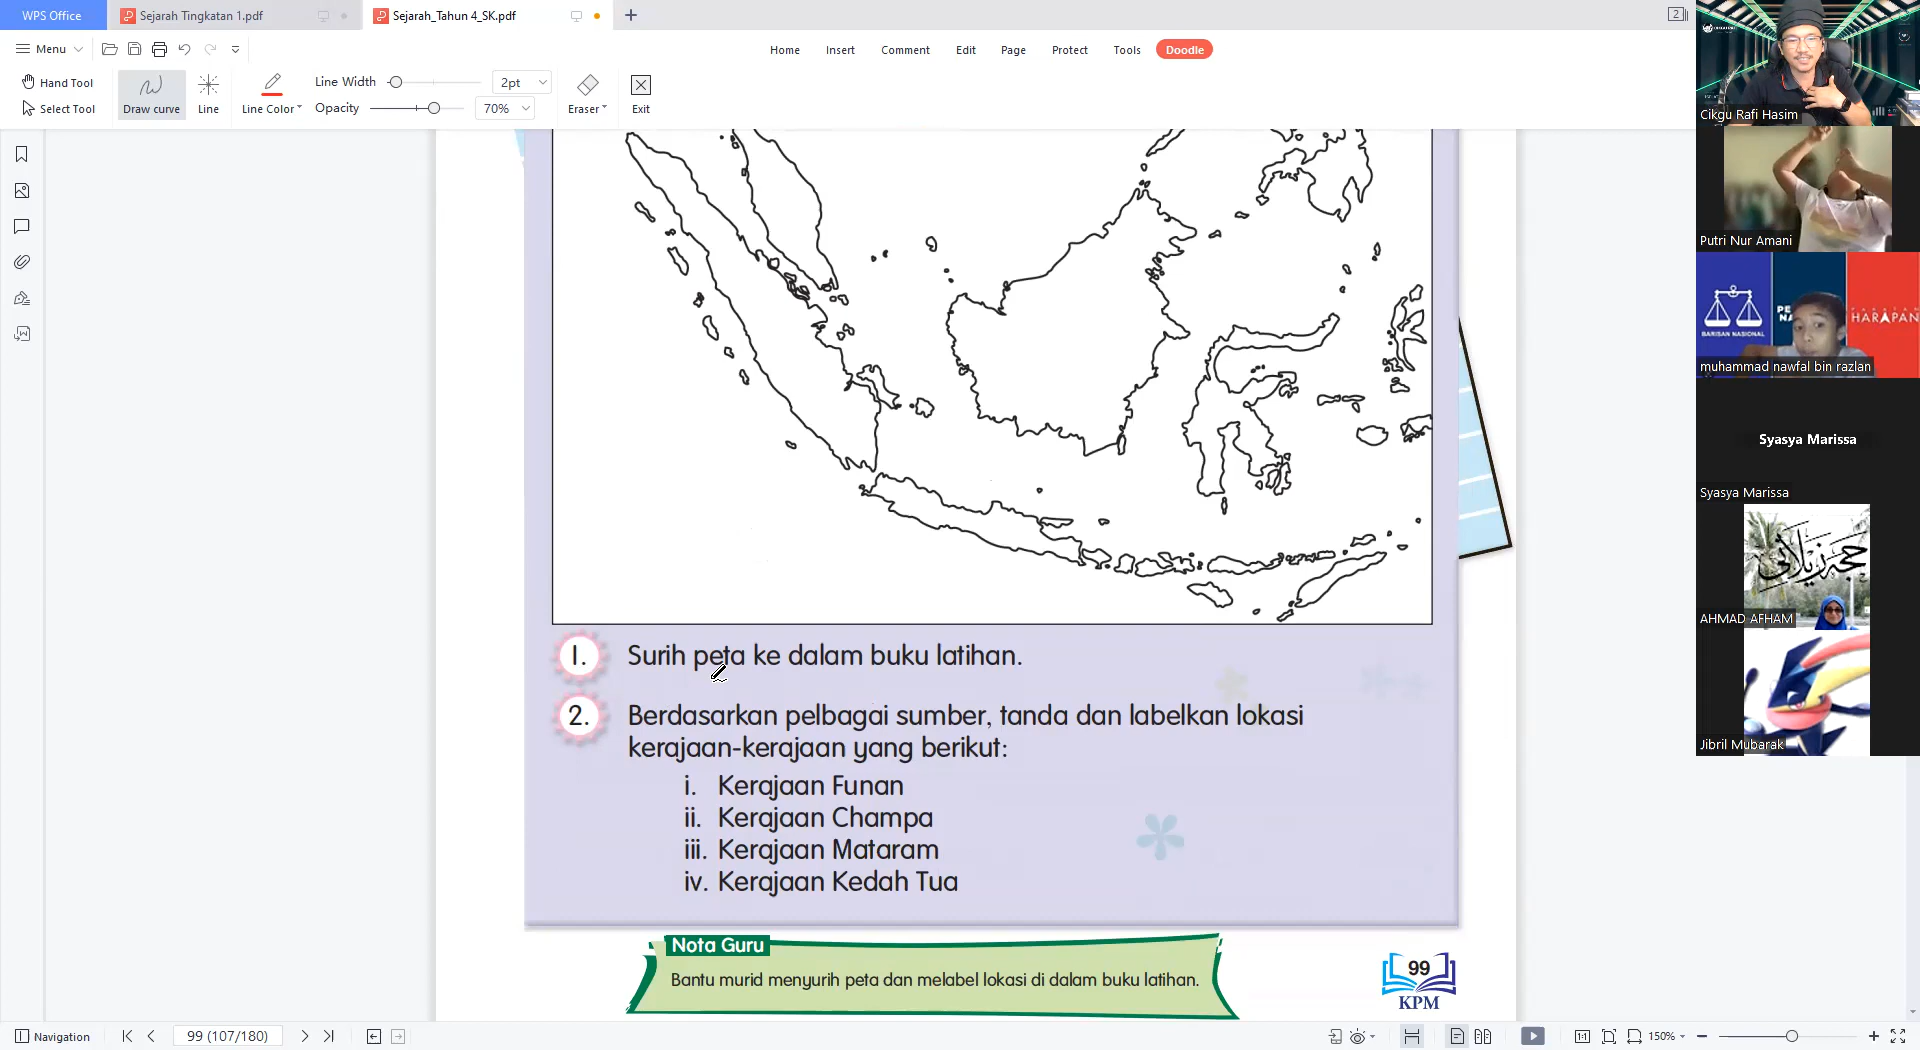 WPS Office
Sejarah Tingkatan 1.pdf
Sejarah_Tahun 4_SK.pdf
2
Menu
Home Insert Comment Edit Page Protect Tools Doodle
Hand Tool
Select Tool
Draw curve
Line
Line Color
Line Width
2pt
Opacity
70%
Eraser
Exit
1. Surih peta ke dalam buku latihan.
2. Berdasarkan pelbagai sumber, tanda dan labelkan lokasi
kerajaan-kerajaan yang berikut:
i. Kerajaan Funan
ii. Kerajaan Champa
iii. Kerajaan Mataram
iv. Kerajaan Kedah Tua
Nota Guru
Bantu murid menyurih peta dan melabel lokasi di dalam buku latihan.
99
KPM
Cikgu Rafi Hasim
Putri Nur Amani
BARISAN NASIONAL
HARAPAN
muhammad nawfal bin razlan
Syasya Marissa
Syasya Marissa
AHMAD AFHAM
Jibril Mubarak
Navigation
99 (107/180)
1:1
150%